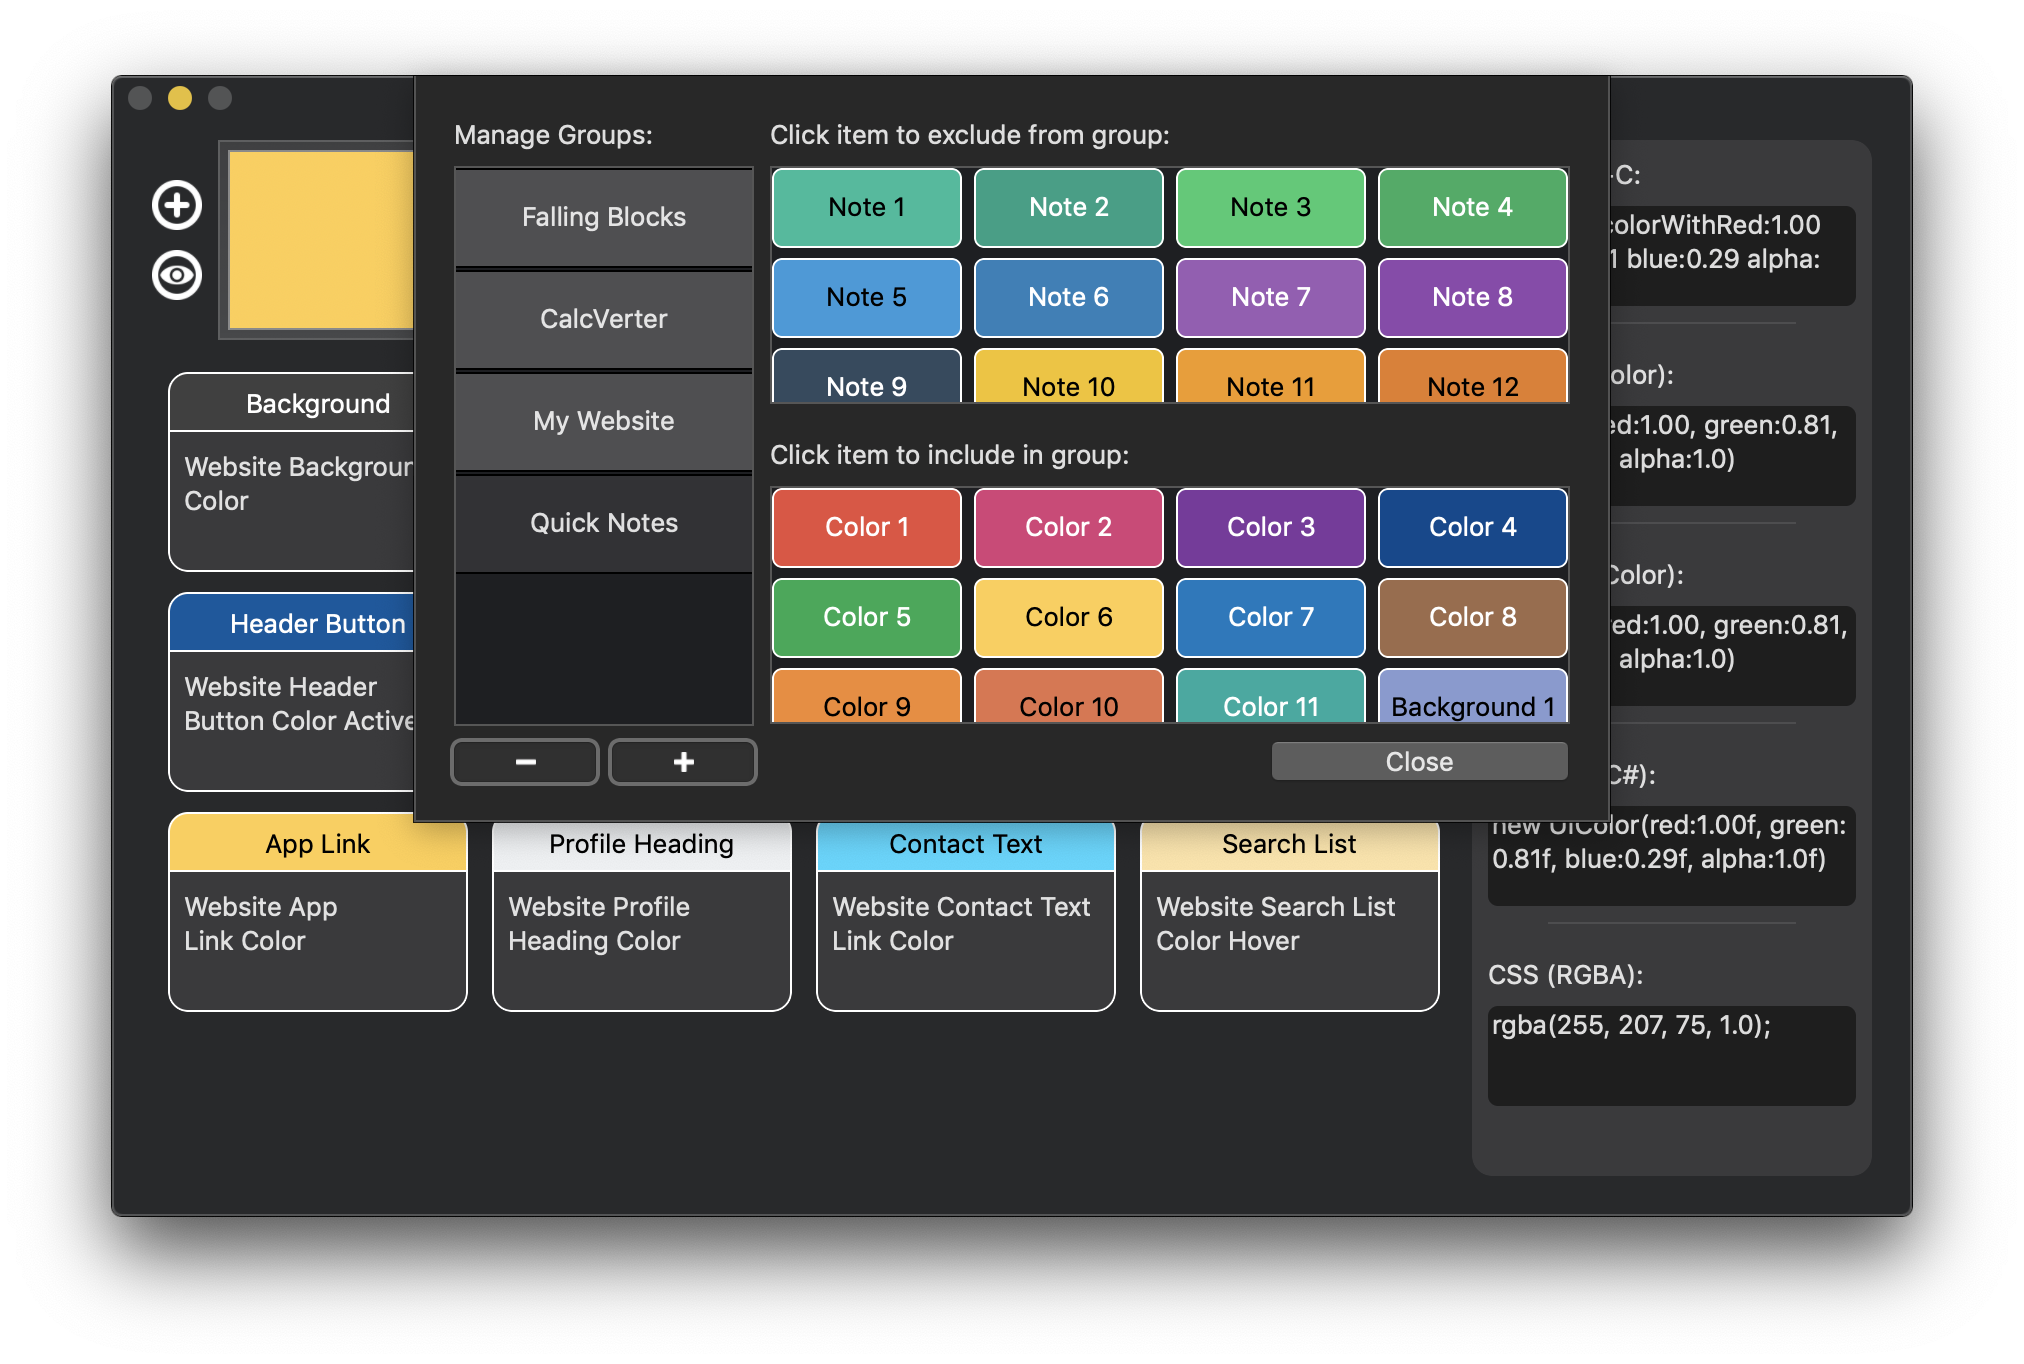 Manage Groups:
Falling Blocks
CalcVerter
My Website
Quick Notes
Click item to exclude from group:
Note 1 Note 2 Note 3 Note 4
Note 5 Note 6 Note 7 Note 8
Note 9 Note 10 Note 11 Note 12
Click item to include in group:
Color 1 Color 2 Color 3 Color 4
Color 5 Color 6 Color 7 Color 8
Color 9 Color 10 Color 11 Background 1
Close
Background
Website Backgroun
Color
Header Button
Website Header
Button Color Active
App Link
Website App
Link Color
Profile Heading
Website Profile
Heading Color
Contact Text
Website Contact Text
Link Color
Search List
Website Search List
Color Hover
-C:
colorWithRed:1.00
1 blue:0.29 alpha:
olor):
ed:1.00, green:0.81,
alpha:1.0)
Color):
red:1.00, green:0.81,
alpha:1.0)
C#):
new UIColor(red:1.00f, green:
0.81f, blue:0.29f, alpha:1.0f)
CSS (RGBA):
rgba(255, 207, 75, 1.0);